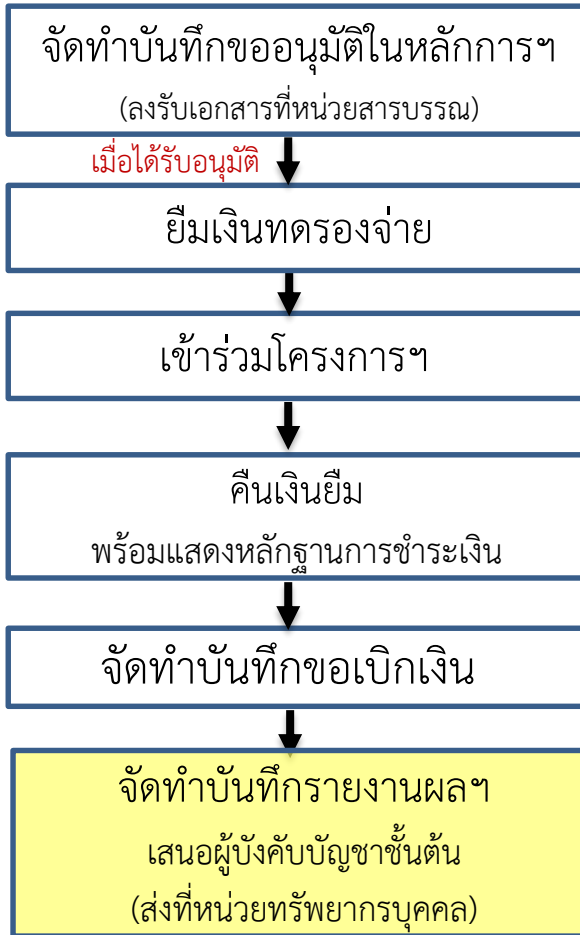 จัดทำบันทึกขออนุมัติในหลักการฯ
(ลงรับเอกสารที่หน่วยสารบรรณ)
เมื่อได้รับอนุมัติ
ยืมเงินทดรองจ่าย
เข้าร่วมโครงการฯ
คืนเงินยืม
พร้อมแสดงหลักฐานการชำระเงิน
จัดทำบันทึกขอเบิกเงิน
จัดทำบันทึกรายงานผลฯ
เสนอผู้บังคับบัญชาชั้นต้น
(ส่งที่หน่วยทรัพยากรบุคคล)